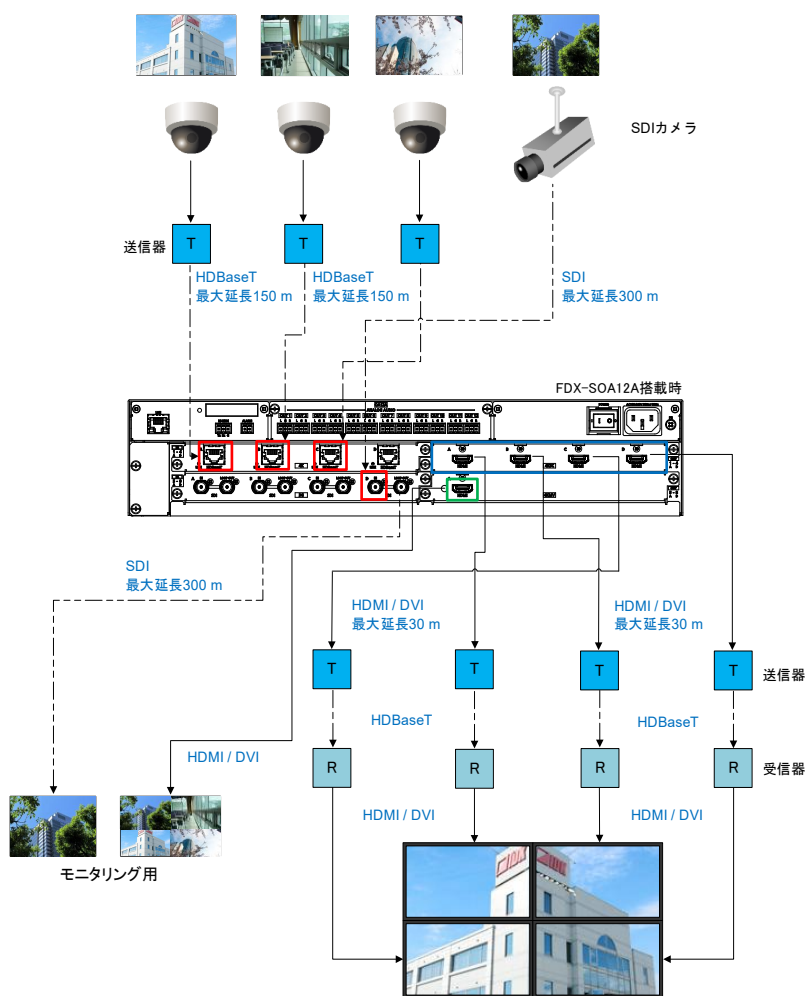 SDIカメラ
送信器
T
T
T
HDBaseT
最大延長150 m
HDBaseT
最大延長150 m
SDI
最大延長300 m
FDX-SOA12A搭載時
ANALOG AUDIO
SDI
最大延長300 m
HDMI / DVI
最大延長30 m
HDMI / DVI
最大延長30 m
T
T
T
T
送信器
HDBaseT
HDBaseT
HDMI / DVI
R
R
R
R
受信器
HDMI / DVI
HDMI / DVI
モニタリング用